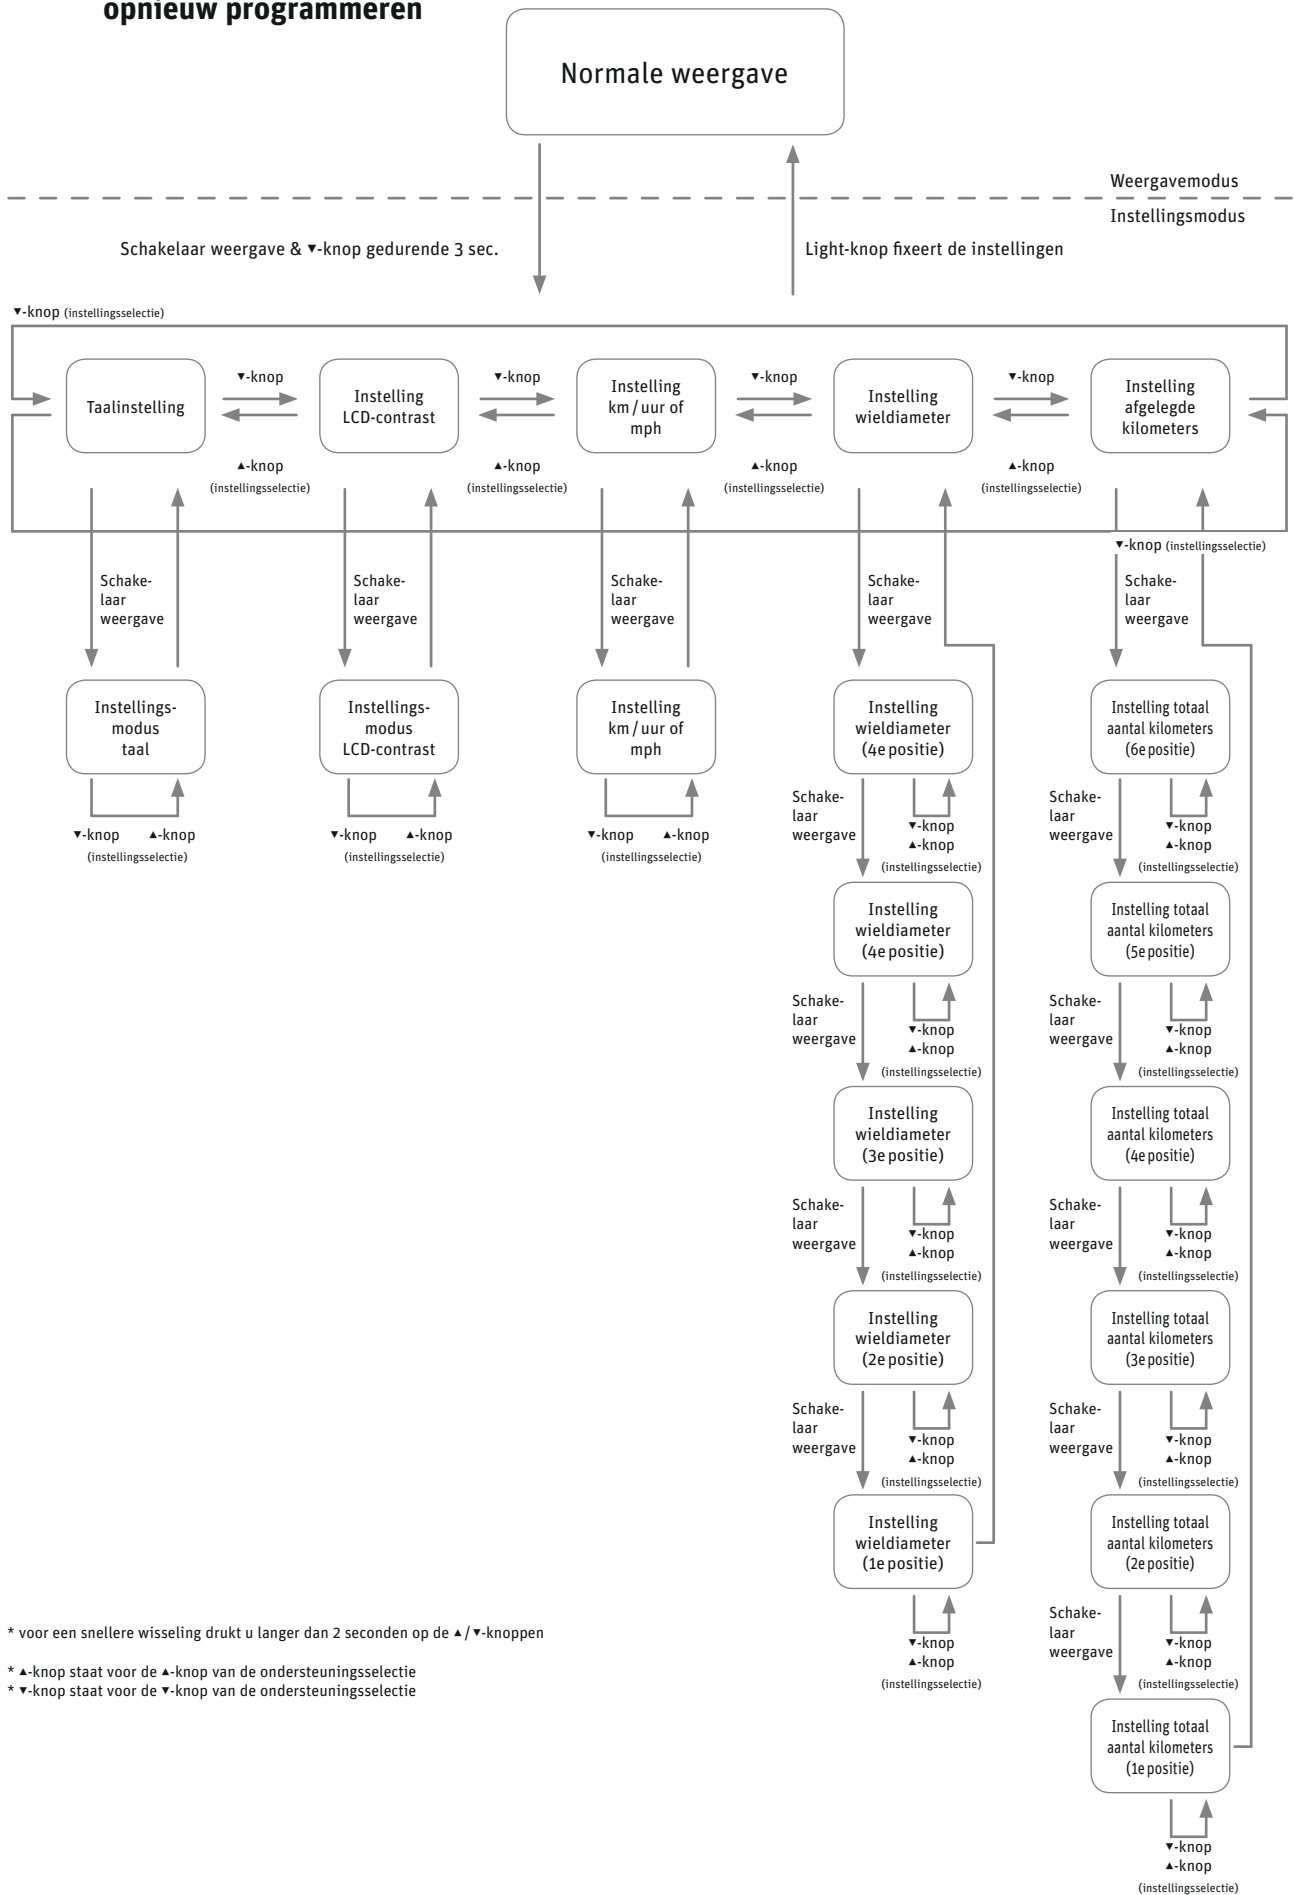 opnieuw programmeren
Normale weergave
Weergavemodus
Instellingsmodus
Schakelaar weergave & ▼-knop gedurende 3 sec.
Light-knop fixeert de instellingen
▼-knop (instellingsselectie)
Taalinstelling
▼-knop
▲-knop
(instellingsselectie)
Instelling
LCD-contrast
▼-knop
▲-knop
(instellingsselectie)
Instelling
km / uur of
mph
▼-knop
▲-knop
(instellingsselectie)
Instelling
wieldiameter
▼-knop
▲-knop
(instellingsselectie)
Instelling
afgelegde
kilometers
▼-knop (instellingsselectie)
Schake-
laar
weergave
Schake-
laar
weergave
Schake-
laar
weergave
Schake-
laar
weergave
Schake-
laar
weergave
Instellings-
modus
taal
▼-knop ▲-knop
(instellingsselectie)
Instellings-
modus
LCD-contrast
▼-knop ▲-knop
(instellingsselectie)
Instelling
km / uur of
mph
▼-knop ▲-knop
(instellingsselectie)
Instelling
wieldiameter
(4e positie)
Schake-
laar
weergave
▼-knop
▲-knop
(instellingsselectie)
Instelling
wieldiameter
(4e positie)
Schake-
laar
weergave
▼-knop
▲-knop
(instellingsselectie)
Instelling
wieldiameter
(3e positie)
Schake-
laar
weergave
▼-knop
▲-knop
(instellingsselectie)
Instelling
wieldiameter
(2e positie)
Schake-
laar
weergave
▼-knop
▲-knop
(instellingsselectie)
Instelling
wieldiameter
(1e positie)
▼-knop
▲-knop
(instellingsselectie)
Instelling totaal
aantal kilometers
(6e positie)
Schake-
laar
weergave
▼-knop
▲-knop
(instellingsselectie)
Instelling totaal
aantal kilometers
(5e positie)
Schake-
laar
weergave
▼-knop
▲-knop
(instellingsselectie)
Instelling totaal
aantal kilometers
(4e positie)
Schake-
laar
weergave
▼-knop
▲-knop
(instellingsselectie)
Instelling totaal
aantal kilometers
(3e positie)
Schake-
laar
weergave
▼-knop
▲-knop
(instellingsselectie)
Instelling totaal
aantal kilometers
(2e positie)
Schake-
laar
weergave
▼-knop
▲-knop
(instellingsselectie)
Instelling totaal
aantal kilometers
(1e positie)
▼-knop
▲-knop
(instellingsselectie)
* voor een snellere wisseling drukt u langer dan 2 seconden op de ▲/▼-knoppen
* ▲-knop staat voor de ▲-knop van de ondersteuningsselectie
* ▼-knop staat voor de ▼-knop van de ondersteuningsselectie